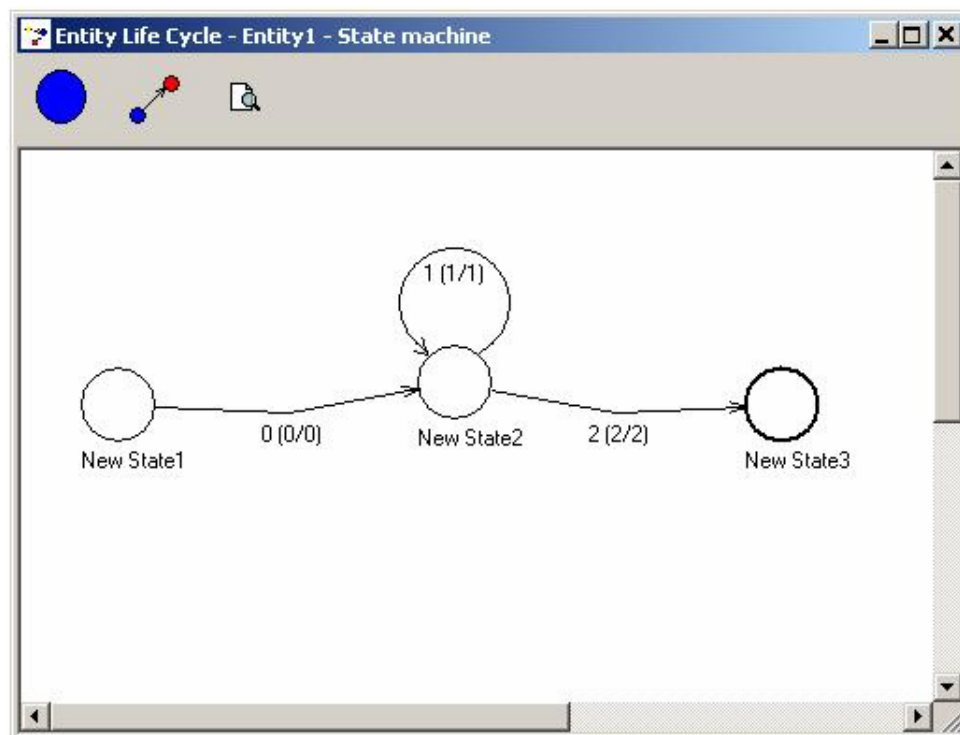 Entity Life Cycle - Entity1 - State machine
1 (1/1)
0 (0/0)
2 (2/2)
New State1
New State2
New State3